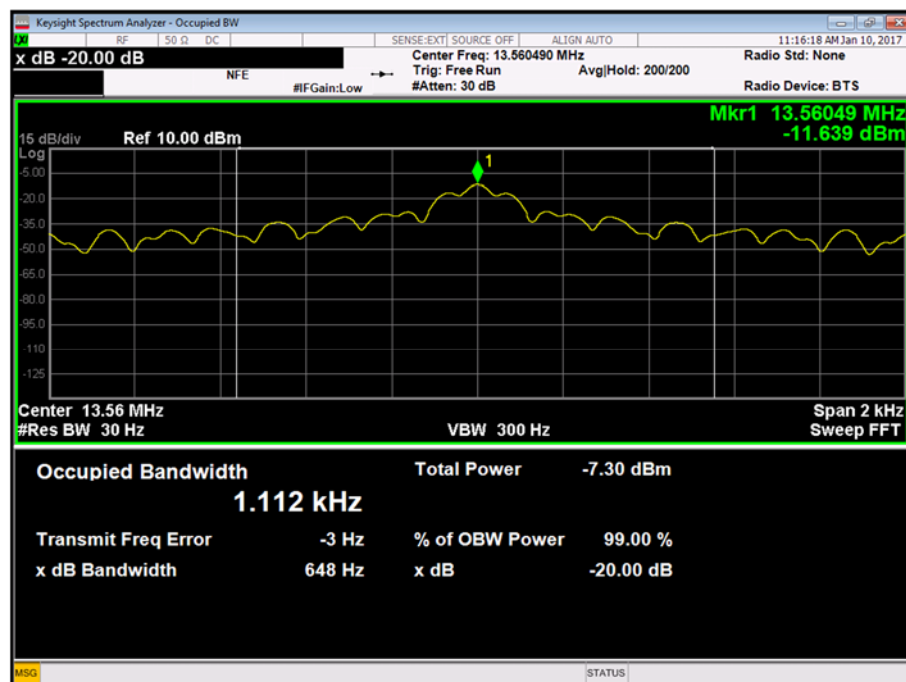 Keysight Spectrum Analyzer - Occupied BW
RF 50 Ω DC SENSE:EXT SOURCE OFF ALIGN AUTO 11:16:18 AM Jan 10, 2017
x dB -20.00 dB
Center Freq: 13.560490 MHz
Radio Std: None
NFE
Trig: Free Run
Avg|Hold: 200/200
#IFGain:Low
#Atten: 30 dB
Radio Device: BTS
Mkr1 13.56049 MHz
-11.639 dBm
15 dB/div Ref 10.00 dBm
Log
1
-5.00
-20.0
-35.0
-50.0
-65.0
-80.0
-95.0
-110
-125
Center 13.56 MHz Span 2 kHz
#Res BW 30 Hz VBW 300 Hz Sweep FFT
Occupied Bandwidth Total Power -7.30 dBm
1.112 kHz
Transmit Freq Error -3 Hz % of OBW Power 99.00 %
x dB Bandwidth 648 Hz x dB -20.00 dB
MSG STATUS